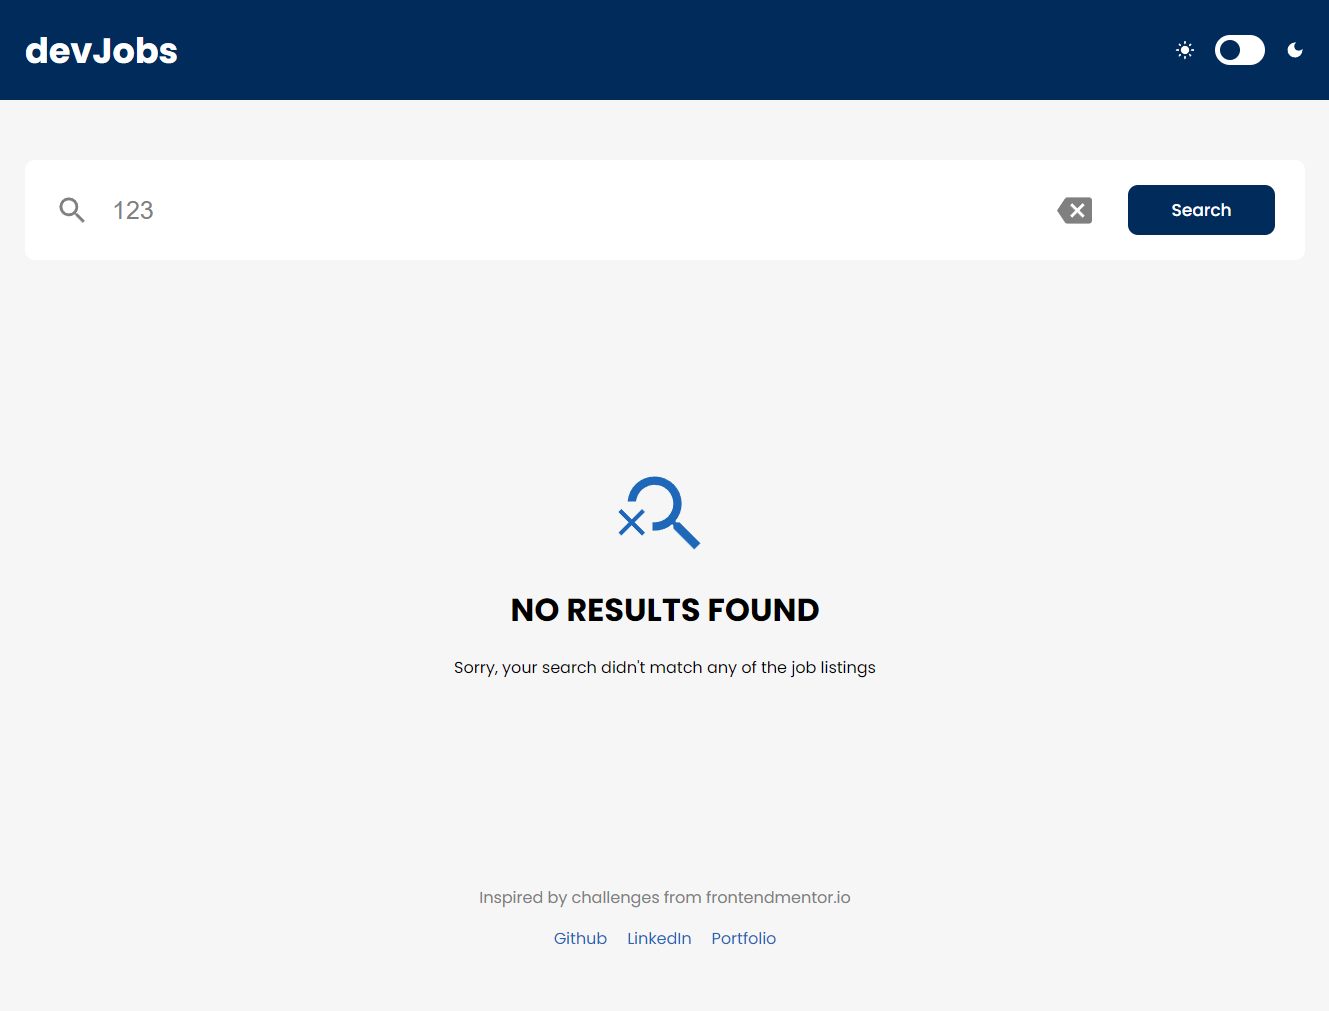 devJobs
123
Search
NO RESULTS FOUND
Sorry, your search didn't match any of the job listings
Inspired by challenges from frontendmentor.io
Github LinkedIn Portfolio